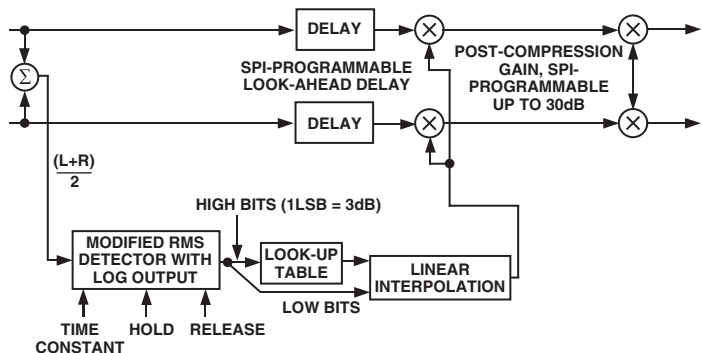 DELAY
SPI-PROGRAMMABLE
LOOK-AHEAD DELAY
POST-COMPRESSION
GAIN, SPI-
PROGRAMMABLE
UP TO 30dB
Σ
DELAY
(L+R)
2
HIGH BITS (1LSB = 3dB)
MODIFIED RMS
DETECTOR WITH
LOG OUTPUT
LOOK-UP
TABLE
LINEAR
INTERPOLATION
LOW BITS
TIME
CONSTANT
HOLD
RELEASE